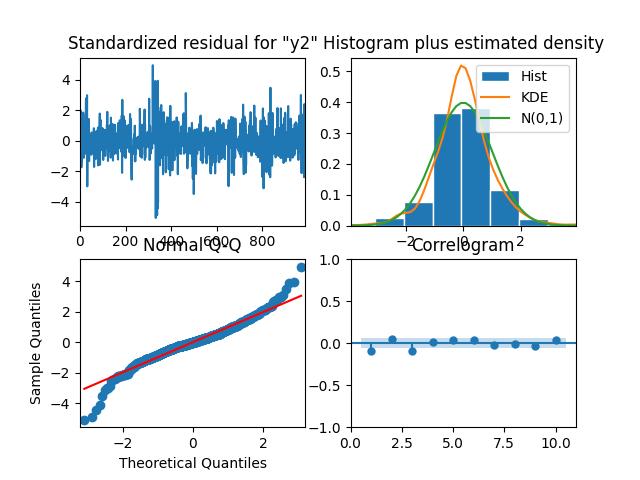 Standardized residual for "y2"
Histogram plus estimated density
4
2
0
−2
−4
0 200 400 600 800
0.5
0.4
0.3
0.2
0.1
0.0
−2 0 2
Hist
KDE
N(0,1)
Normal Q-Q
Correlogram
Sample Quantiles
4
2
0
−2
−4
−2 0 2
Theoretical Quantiles
1.0
0.5
0.0
−0.5
−1.0
0.0 2.5 5.0 7.5 10.0